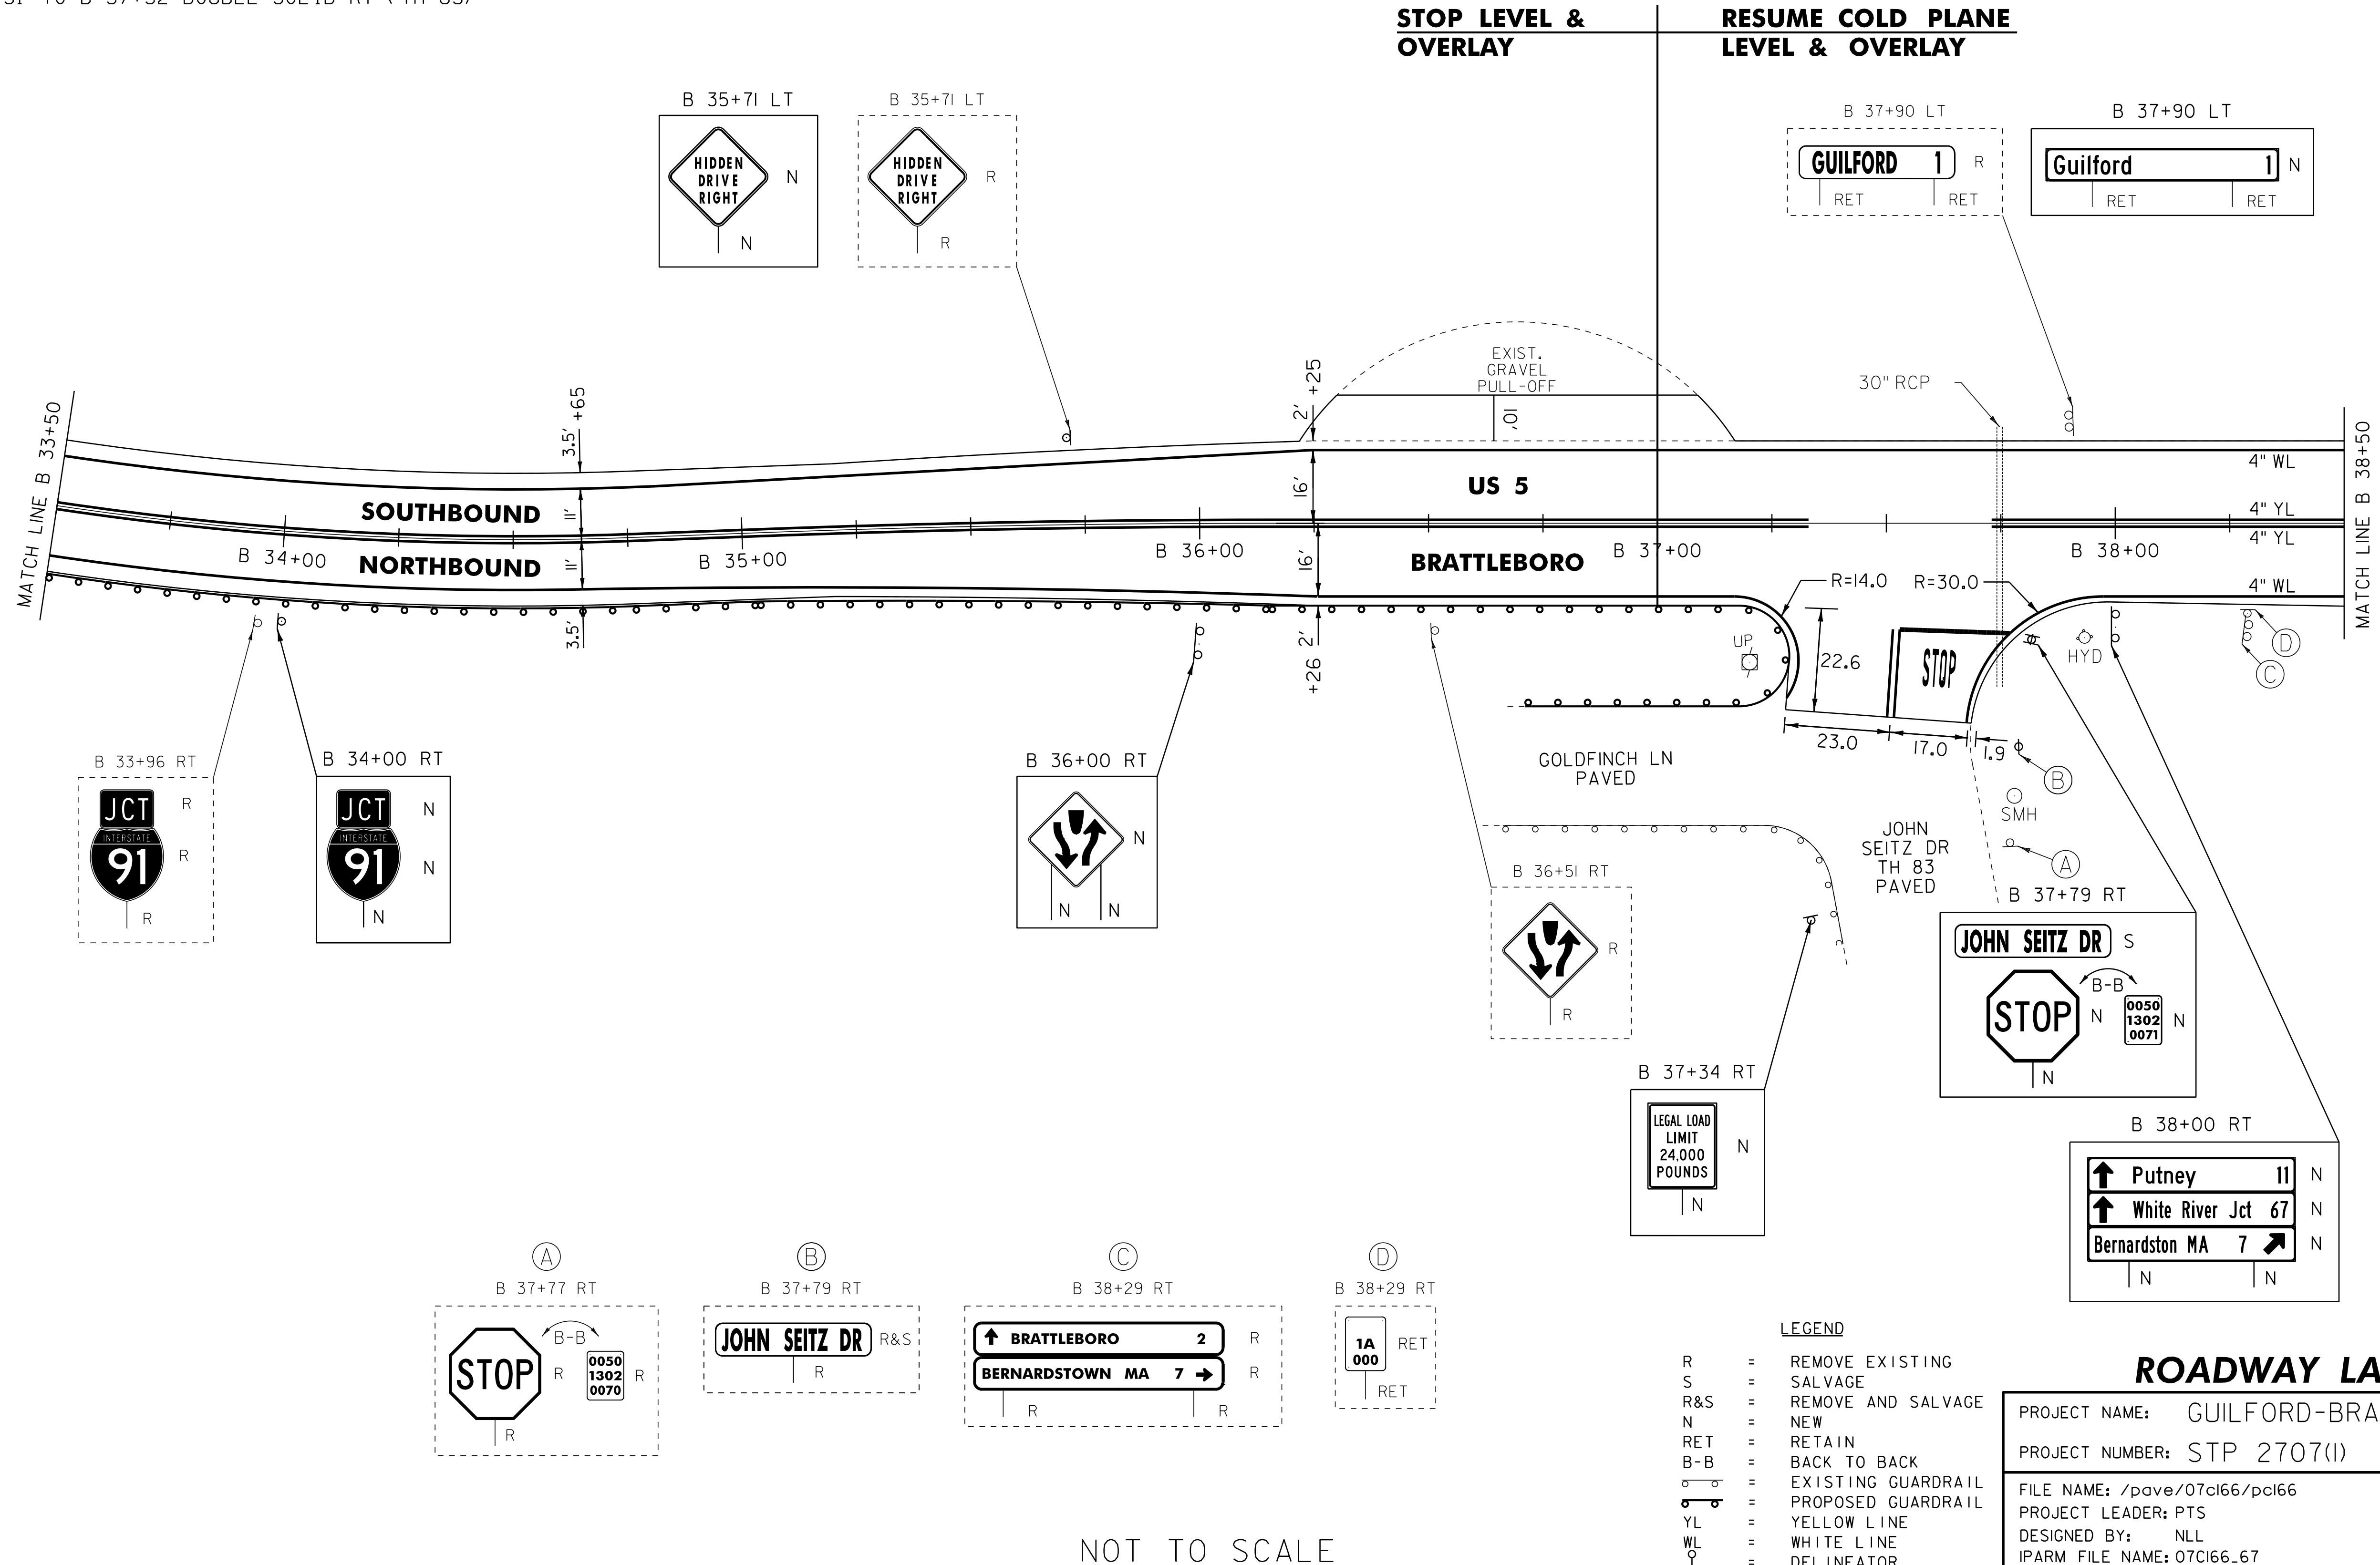 STOP LEVEL &
OVERLAY
RESUME COLD PLANE
LEVEL & OVERLAY
B 35+71 LT
HIDDEN
DRIVE
RIGHT
N
N
B 35+71 LT
HIDDEN
DRIVE
RIGHT
R
R
B 37+90 LT
GUILFORD 1
R
RET RET
B 37+90 LT
Guilford 1
N
RET RET
MATCH LINE B 33+50
3.5' +65
2' +25
EXIST.
GRAVEL
PULL-OFF
10'
30" RCP
MATCH LINE B 38+50
4" WL
SOUTHBOUND
11'
16'
US 5
4" YL
B 34+00
NORTHBOUND
11'
B 35+00
B 36+00
16'
BRATTLEBORO
B 37+00
B 38+00
4" YL
4" WL
R=14.0
R=30.0
3.5'
+26 2'
UP
22.6
STOP
HYD
D
C
23.0
17.0
1.9
B
SMH
A
GOLDFINCH LN
PAVED
JOHN
SEITZ DR
TH 83
PAVED
B 33+96 RT
JCT
R
INTERSTATE
91
R
R
B 34+00 RT
JCT
N
INTERSTATE
91
N
N
B 36+00 RT
N
N N
B 36+51 RT
R
R
B 37+34 RT
LEGAL LOAD
LIMIT
24,000
POUNDS
N
N
B 37+79 RT
JOHN SEITZ DR
S
B-B
STOP
N
0050
1302
0071
N
N
B 38+00 RT
Putney 11
N
White River Jct 67
N
Bernardston MA 7
N
N N
A
B 37+77 RT
B-B
STOP
R
0050
1302
0070
R
R
B
B 37+79 RT
JOHN SEITZ DR
R&S
R
C
B 38+29 RT
BRATTLEBORO 2
R
BERNARDSTOWN MA 7
R
R R
D
B 38+29 RT
1A
000
RET
RET
LEGEND
R = REMOVE EXISTING
S = SALVAGE
R&S = REMOVE AND SALVAGE
N = NEW
RET = RETAIN
B-B = BACK TO BACK
= EXISTING GUARDRAIL
= PROPOSED GUARDRAIL
YL = YELLOW LINE
WL = WHITE LINE
= DELINEATOR
NOT TO SCALE
ROADWAY LA
PROJECT NAME: GUILFORD-BRA
PROJECT NUMBER: STP 2707(1)
FILE NAME: /pave/07c166/pc166
PROJECT LEADER: PTS
DESIGNED BY: NLL
IPARM FILE NAME: 07C166_67